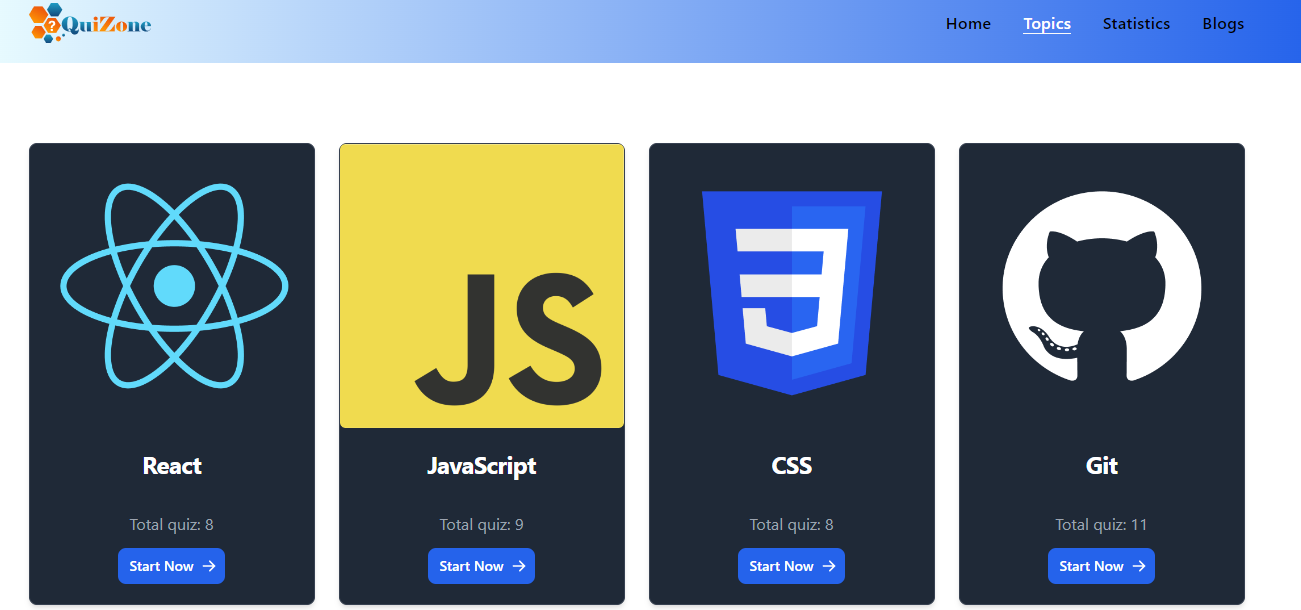 QuiZone
Home Topics Statistics Blogs
JS
React
JavaScript
CSS
Git
Total quiz: 8
Total quiz: 9
Total quiz: 8
Total quiz: 11
Start Now →
Start Now →
Start Now →
Start Now →